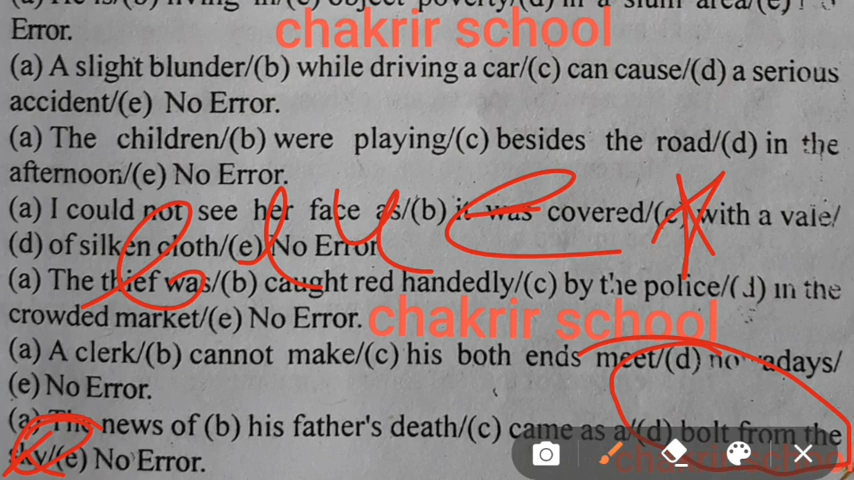 Error.
chakrir school
(a) A slight blunder/(b) while driving a car/(c) can cause/(d) a serious
accident/(e) No Error.
(a) The children/(b) were playing/(c) besides the road/(d) in the
afternoon/(e) No Error.
(a) I could not see her face as/(b) it was covered/(c) with a vale/
(d) of silken cloth/(e) No Error
(a) The thief was/(b) caught red handedly/(c) by the police/(d) in the
crowded market/(e) No Error.
chakrir school
(a) A clerk/(b) cannot make/(c) his both ends meet/(d) nowadays/
(e) No Error.
(a) The news of (b) his father's death/(c) came as a/(d) bolt from the
sky/(e) No Error.
chakrir school